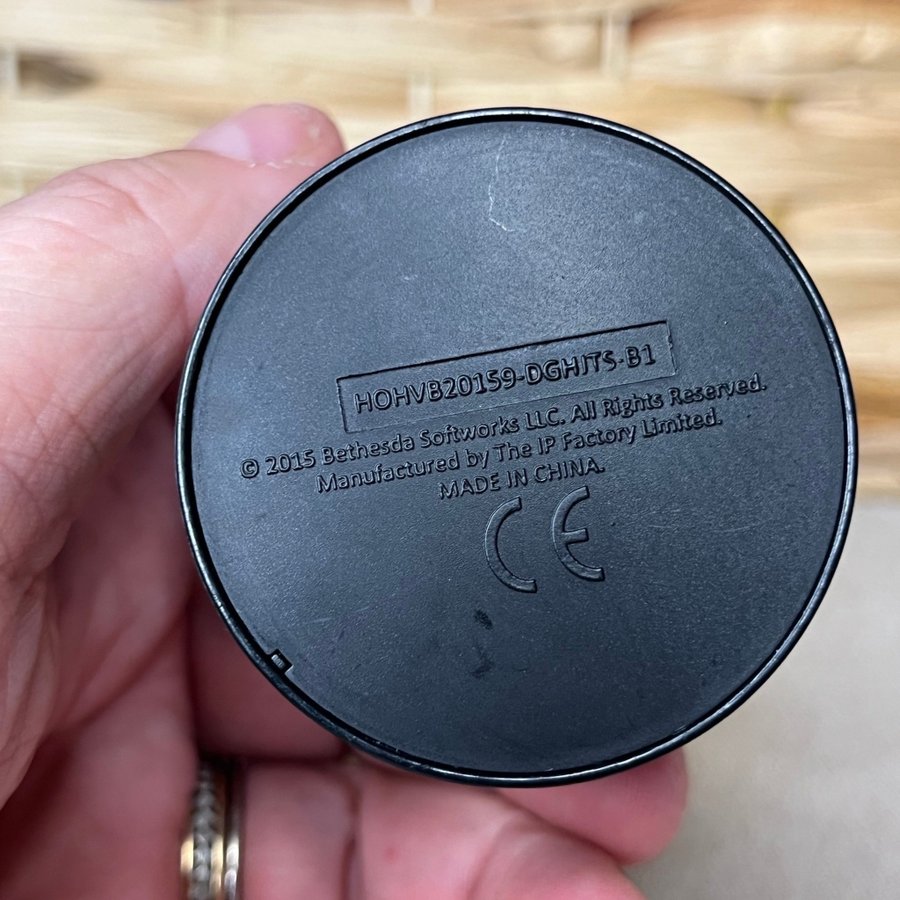 HOHVB20159-DGHJTS-B1
© 2015 Bethesda Softworks LLC. All Rights Reserved.
Manufactured by The IP Factory Limited.
MADE IN CHINA.
CE